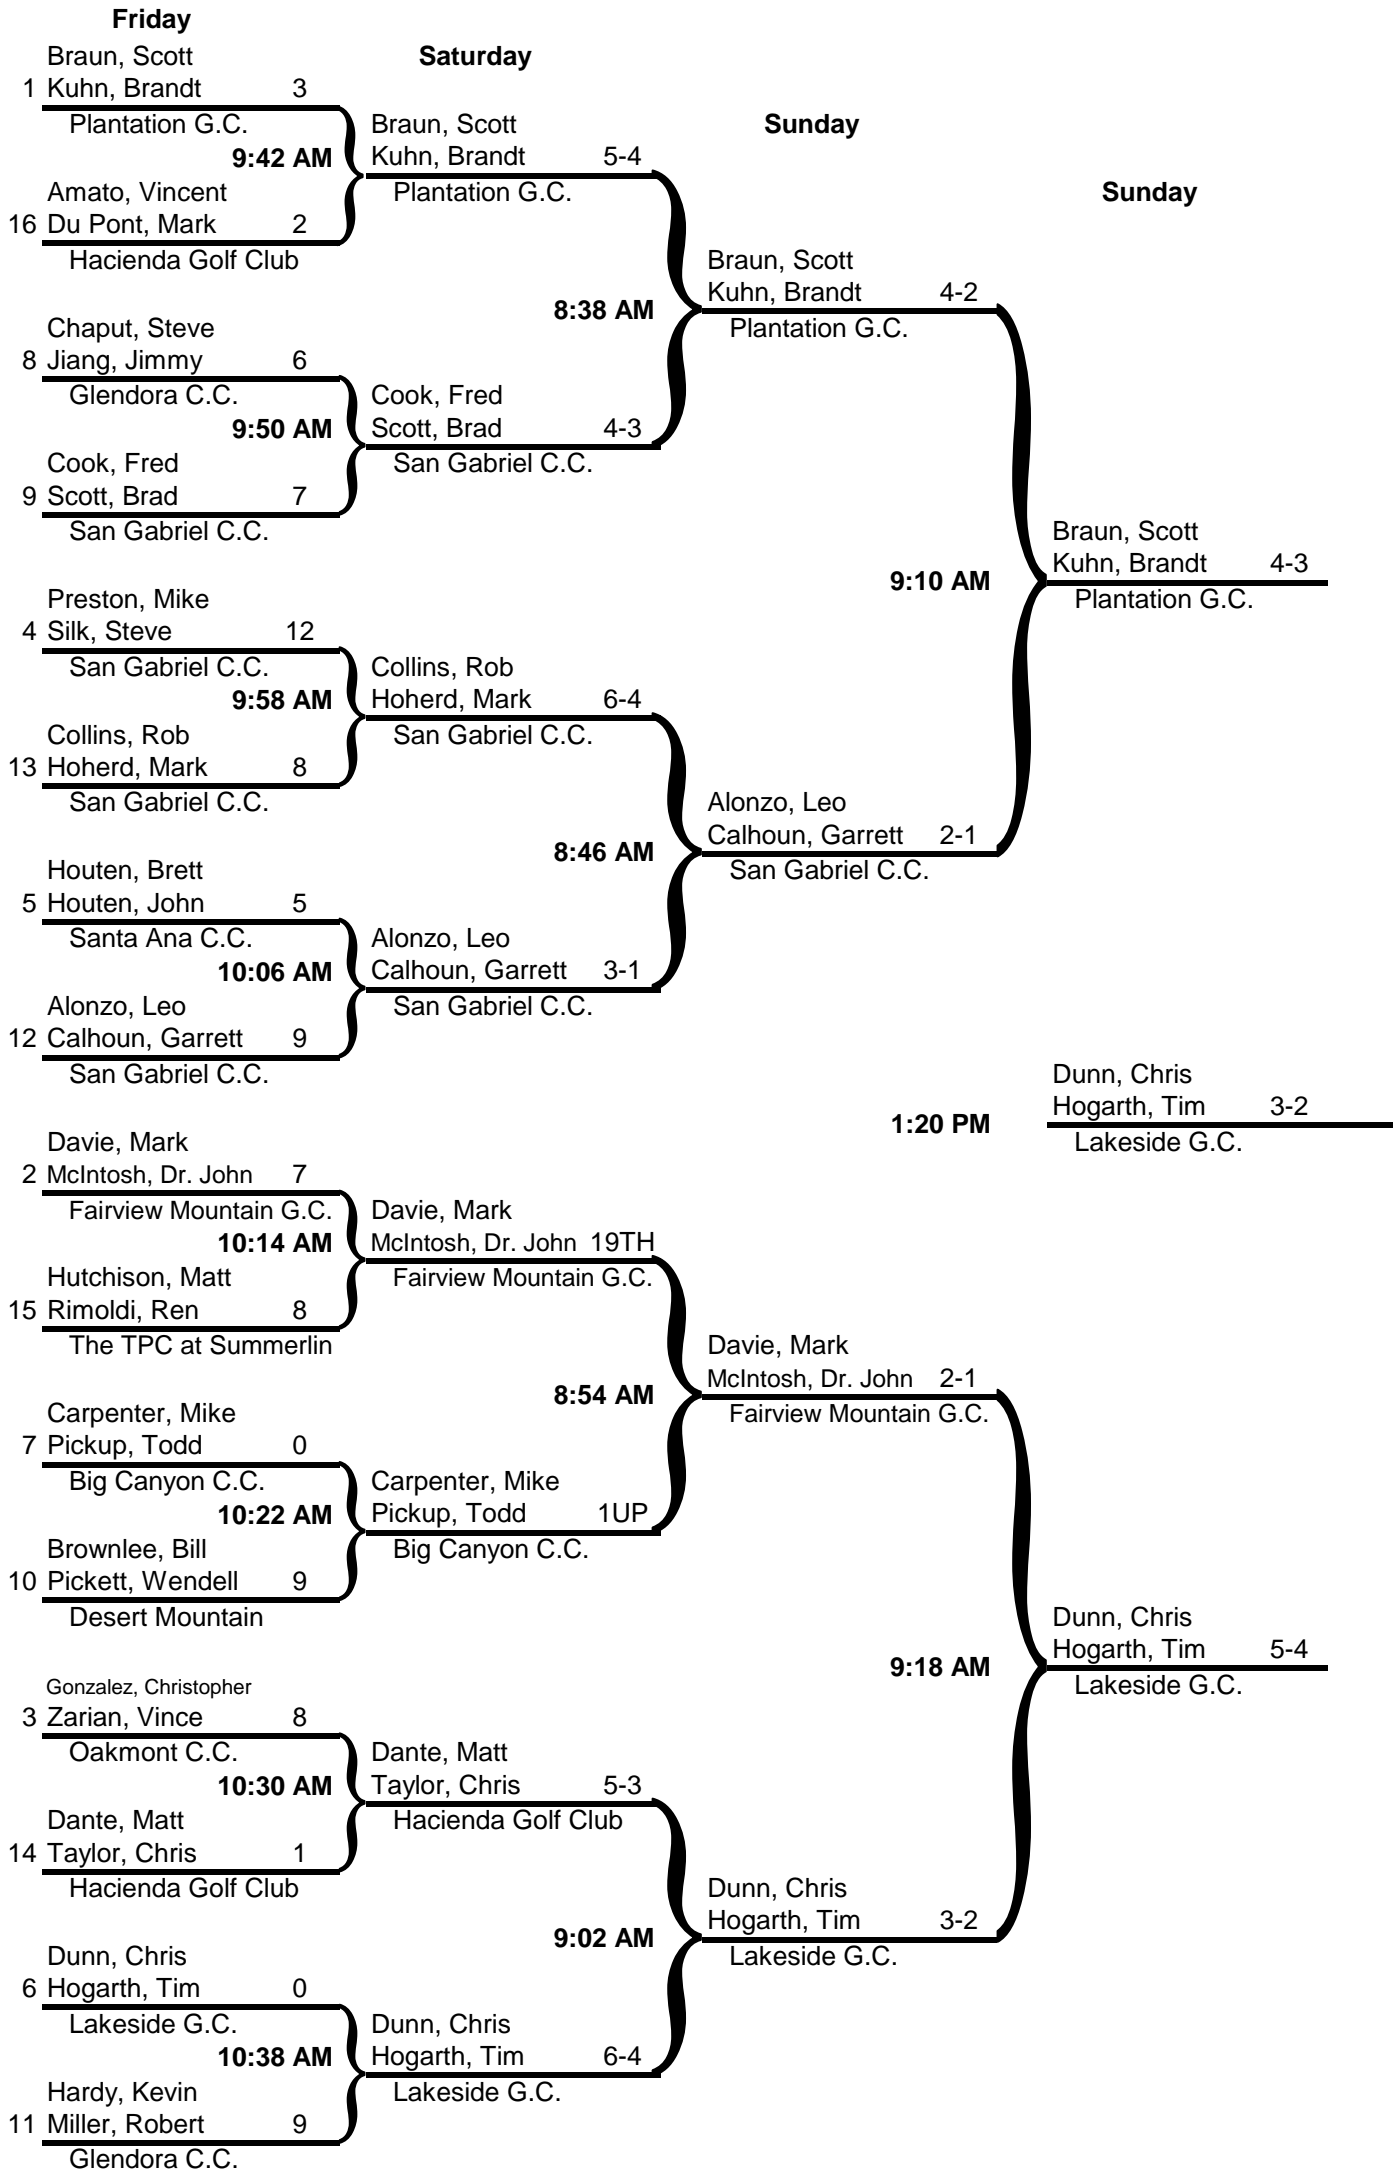 Friday
Braun, Scott
1 Kuhn, Brandt 3
Plantation G.C.
9:42 AM
Amato, Vincent
16 Du Pont, Mark 2
Hacienda Golf Club
Chaput, Steve
8 Jiang, Jimmy 6
Glendora C.C.
9:50 AM
Cook, Fred
9 Scott, Brad 7
San Gabriel C.C.
Preston, Mike
4 Silk, Steve 12
San Gabriel C.C.
9:58 AM
Collins, Rob
13 Hoherd, Mark 8
San Gabriel C.C.
Houten, Brett
5 Houten, John 5
Santa Ana C.C.
10:06 AM
Alonzo, Leo
12 Calhoun, Garrett 9
San Gabriel C.C.
Davie, Mark
2 McIntosh, Dr. John 7
Fairview Mountain G.C.
10:14 AM
Hutchison, Matt
15 Rimoldi, Ren 8
The TPC at Summerlin
Carpenter, Mike
7 Pickup, Todd 0
Big Canyon C.C.
10:22 AM
Brownlee, Bill
10 Pickett, Wendell 9
Desert Mountain
Gonzalez, Christopher
3 Zarian, Vince 8
Oakmont C.C.
10:30 AM
Dante, Matt
14 Taylor, Chris 1
Hacienda Golf Club
Dunn, Chris
6 Hogarth, Tim 0
Lakeside G.C.
10:38 AM
Hardy, Kevin
11 Miller, Robert 9
Glendora C.C.
Saturday
Braun, Scott
Kuhn, Brandt 5-4
Plantation G.C.
8:38 AM
Cook, Fred
Scott, Brad 4-3
San Gabriel C.C.
Collins, Rob
Hoherd, Mark 6-4
San Gabriel C.C.
8:46 AM
Alonzo, Leo
Calhoun, Garrett 3-1
San Gabriel C.C.
Davie, Mark
McIntosh, Dr. John 19TH
Fairview Mountain G.C.
8:54 AM
Carpenter, Mike
Pickup, Todd 1UP
Big Canyon C.C.
Dante, Matt
Taylor, Chris 5-3
Hacienda Golf Club
9:02 AM
Dunn, Chris
Hogarth, Tim 6-4
Lakeside G.C.
Sunday
Braun, Scott
Kuhn, Brandt 4-2
Plantation G.C.
9:10 AM
Alonzo, Leo
Calhoun, Garrett 2-1
San Gabriel C.C.
1:20 PM
Davie, Mark
McIntosh, Dr. John 2-1
Fairview Mountain G.C.
9:18 AM
Dunn, Chris
Hogarth, Tim 3-2
Lakeside G.C.
Sunday
Braun, Scott
Kuhn, Brandt 4-3
Plantation G.C.
Dunn, Chris
Hogarth, Tim 3-2
Lakeside G.C.
Dunn, Chris
Hogarth, Tim 5-4
Lakeside G.C.